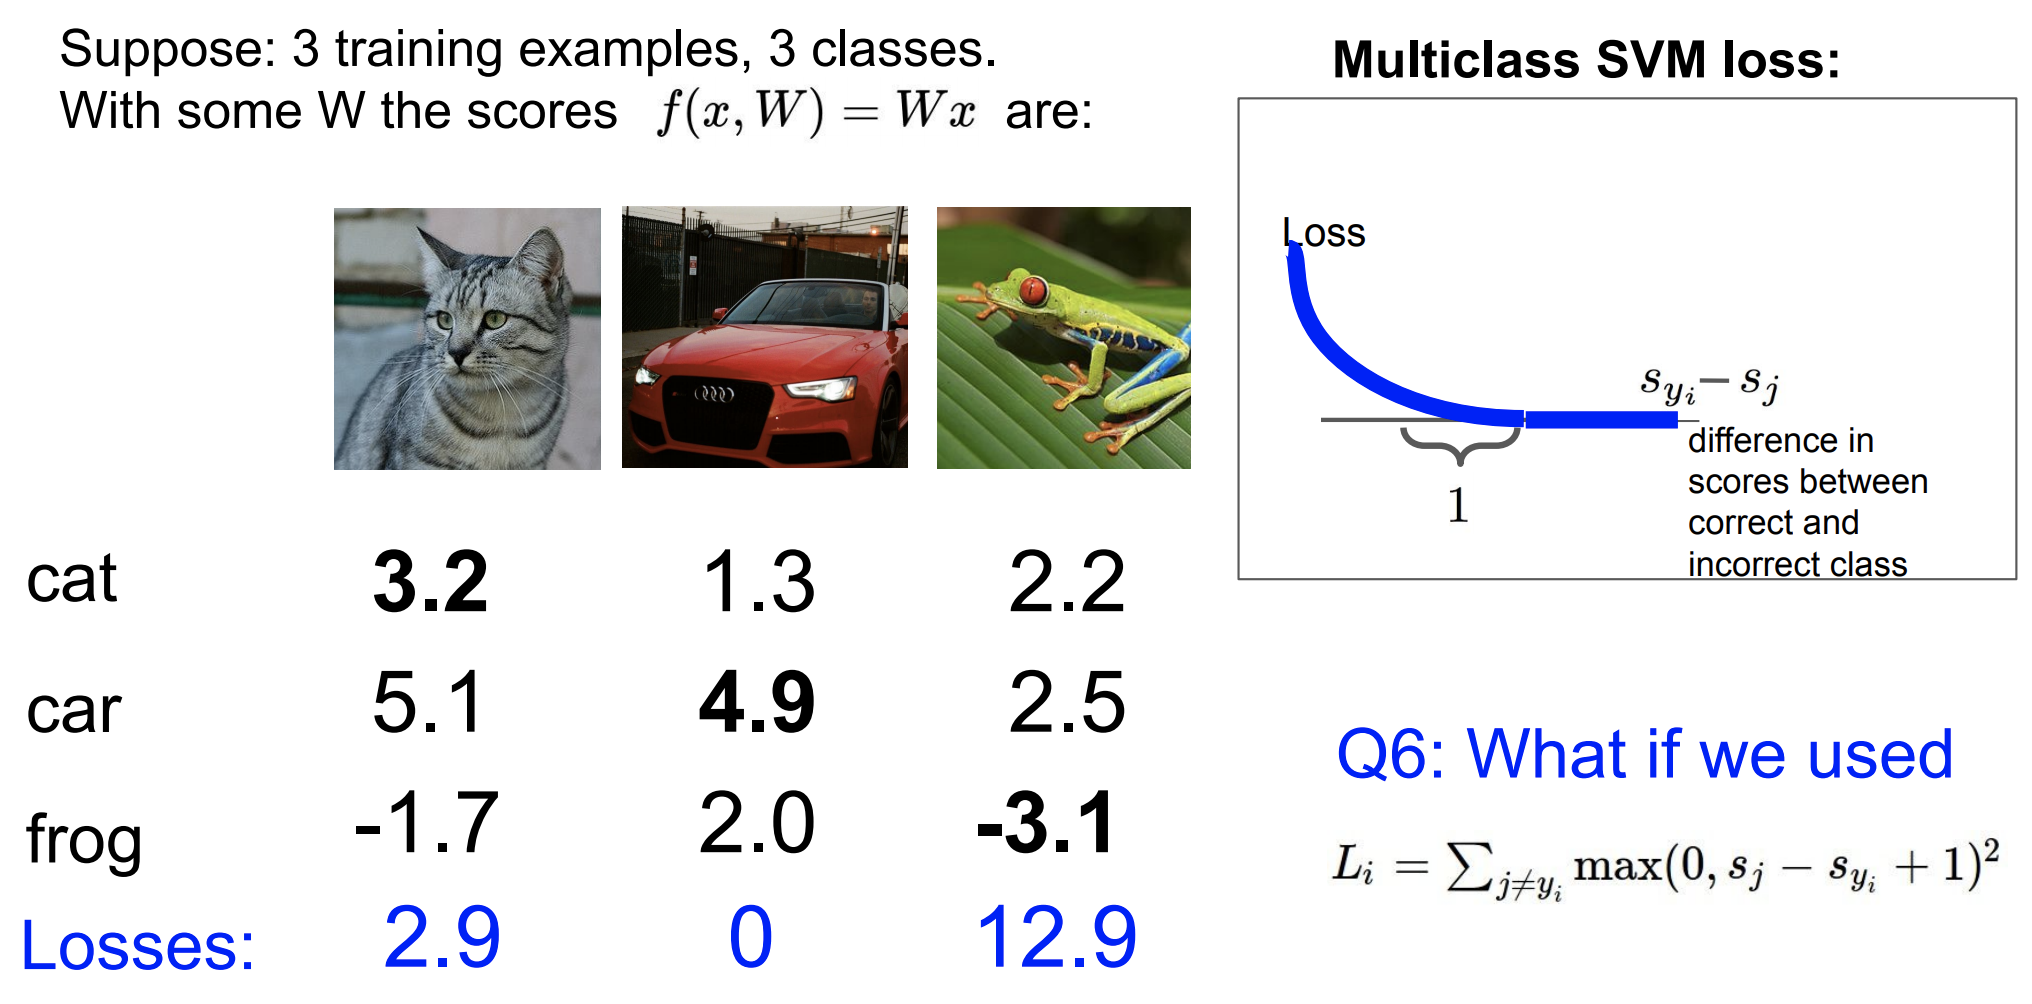 Suppose: 3 training examples, 3 classes.
With some W the scores f(x, W) = Wx are:
Multiclass SVM loss:
Loss
s_{y_i} − s_j
difference in
scores between
correct and
incorrect class
1
cat 3.2 1.3 2.2
car 5.1 4.9 2.5
frog -1.7 2.0 -3.1
Losses: 2.9 0 12.9
Q6: What if we used
L_i = ∑_{j≠y_i} max(0, s_j − s_{y_i} + 1)^2